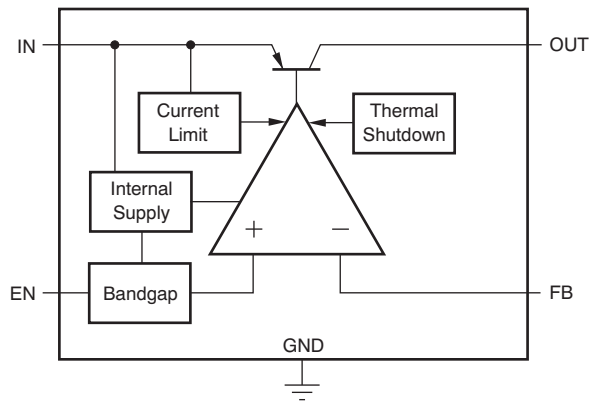 IN
OUT
Current
Limit
Thermal
Shutdown
Internal
Supply
+
−
EN
Bandgap
FB
GND